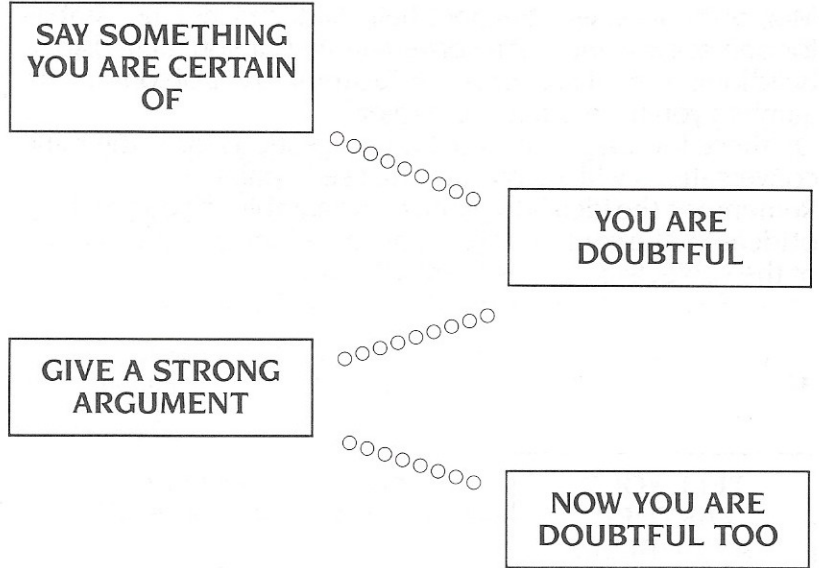 SAY SOMETHING
YOU ARE CERTAIN
OF
YOU ARE
DOUBTFUL
GIVE A STRONG
ARGUMENT
NOW YOU ARE
DOUBTFUL TOO